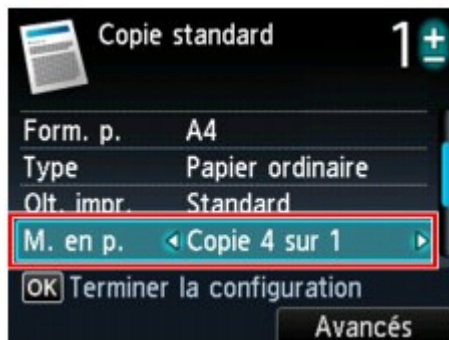 Copie standard 1
Form. p. A4
Type Papier ordinaire
Qlt. impr. Standard
M. en p. Copie 4 sur 1
OK Terminer la configuration
Avancés